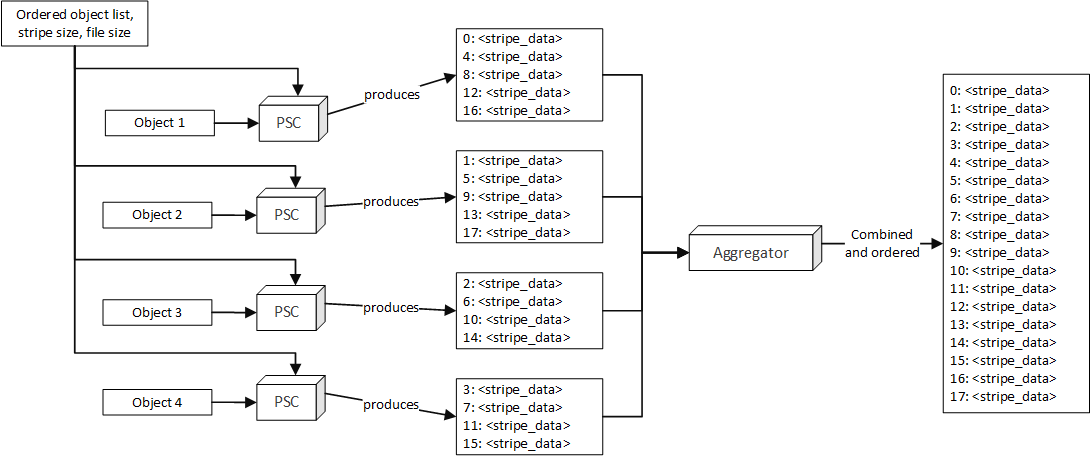 Ordered object list,
stripe size, file size
Object 1
PSC
produces
0: <stripe_data>
4: <stripe_data>
8: <stripe_data>
12: <stripe_data>
16: <stripe_data>
Object 2
PSC
produces
1: <stripe_data>
5: <stripe_data>
9: <stripe_data>
13: <stripe_data>
17: <stripe_data>
Object 3
PSC
produces
2: <stripe_data>
6: <stripe_data>
10: <stripe_data>
14: <stripe_data>
Object 4
PSC
produces
3: <stripe_data>
7: <stripe_data>
11: <stripe_data>
15: <stripe_data>
Aggregator
Combined
and ordered
0: <stripe_data>
1: <stripe_data>
2: <stripe_data>
3: <stripe_data>
4: <stripe_data>
5: <stripe_data>
6: <stripe_data>
7: <stripe_data>
8: <stripe_data>
9: <stripe_data>
10: <stripe_data>
11: <stripe_data>
12: <stripe_data>
13: <stripe_data>
14: <stripe_data>
15: <stripe_data>
16: <stripe_data>
17: <stripe_data>